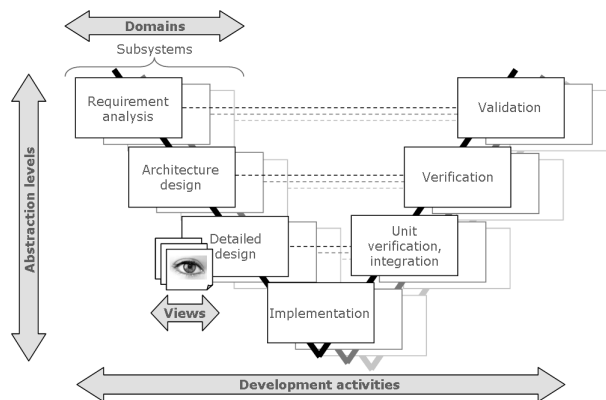 Domains
Subsystems
Requirement
analysis
Validation
Architecture
design
Verification
Abstraction levels
Detailed
design
Unit
verification,
integration
Views
Implementation
Development activities